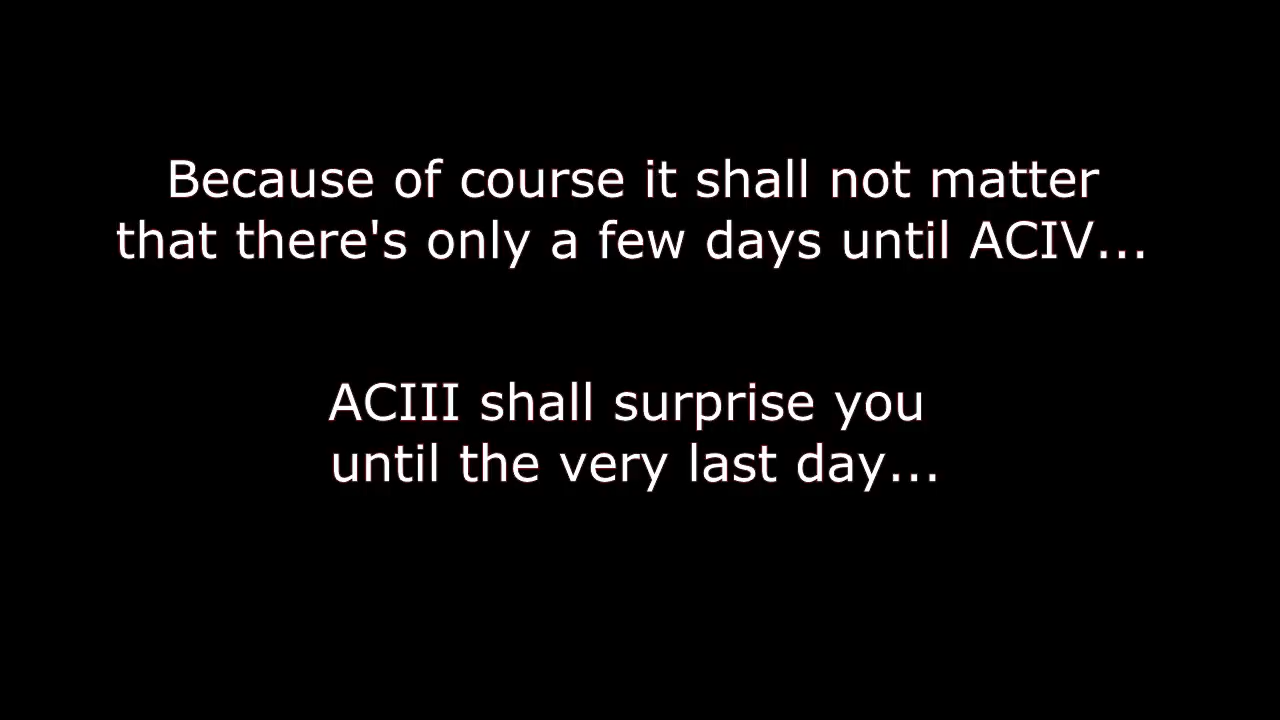 Because of course it shall not matter
that there's only a few days until ACIV...
ACIII shall surprise you
until the very last day...